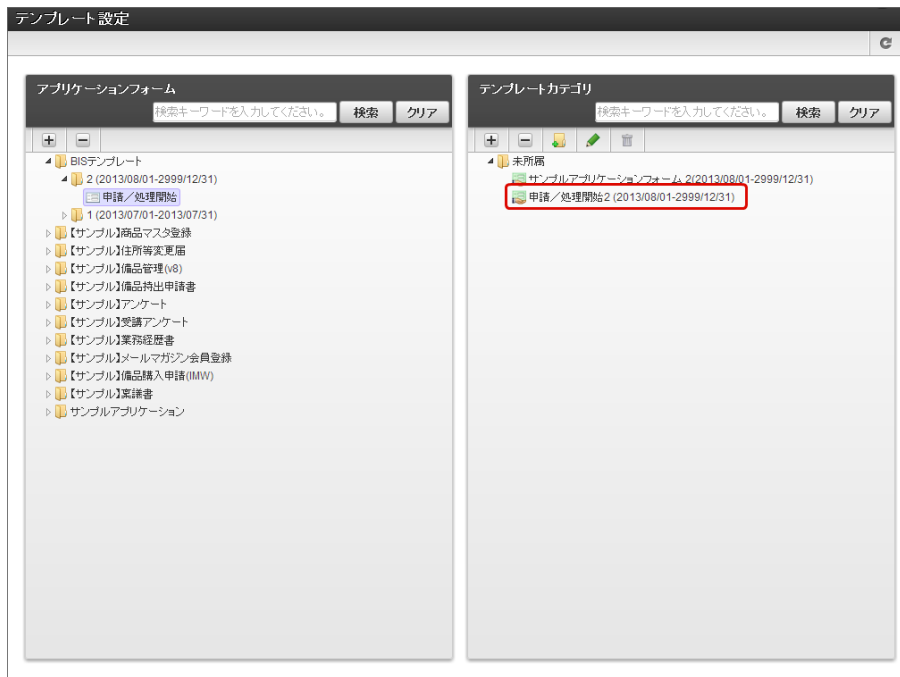 テンプレート設定
アプリケーションフォーム
検索キーワードを入力してください。 検索 クリア
BISテンプレート
2 (2013/08/01-2999/12/31)
申請／処理開始
1 (2013/07/01-2013/07/31)
【サンプル】商品マスタ登録
【サンプル】住所等変更届
【サンプル】備品管理(v8)
【サンプル】備品持出申請書
【サンプル】アンケート
【サンプル】受講アンケート
【サンプル】業務経歴書
【サンプル】メールマガジン会員登録
【サンプル】備品購入申請(IMW)
【サンプル】稟議書
サンプルアプリケーション
テンプレートカテゴリ
検索キーワードを入力してください。 検索 クリア
未所属
サンプルアプリケーションフォーム 2(2013/08/01-2999/12/31)
申請／処理開始2 (2013/08/01-2999/12/31)